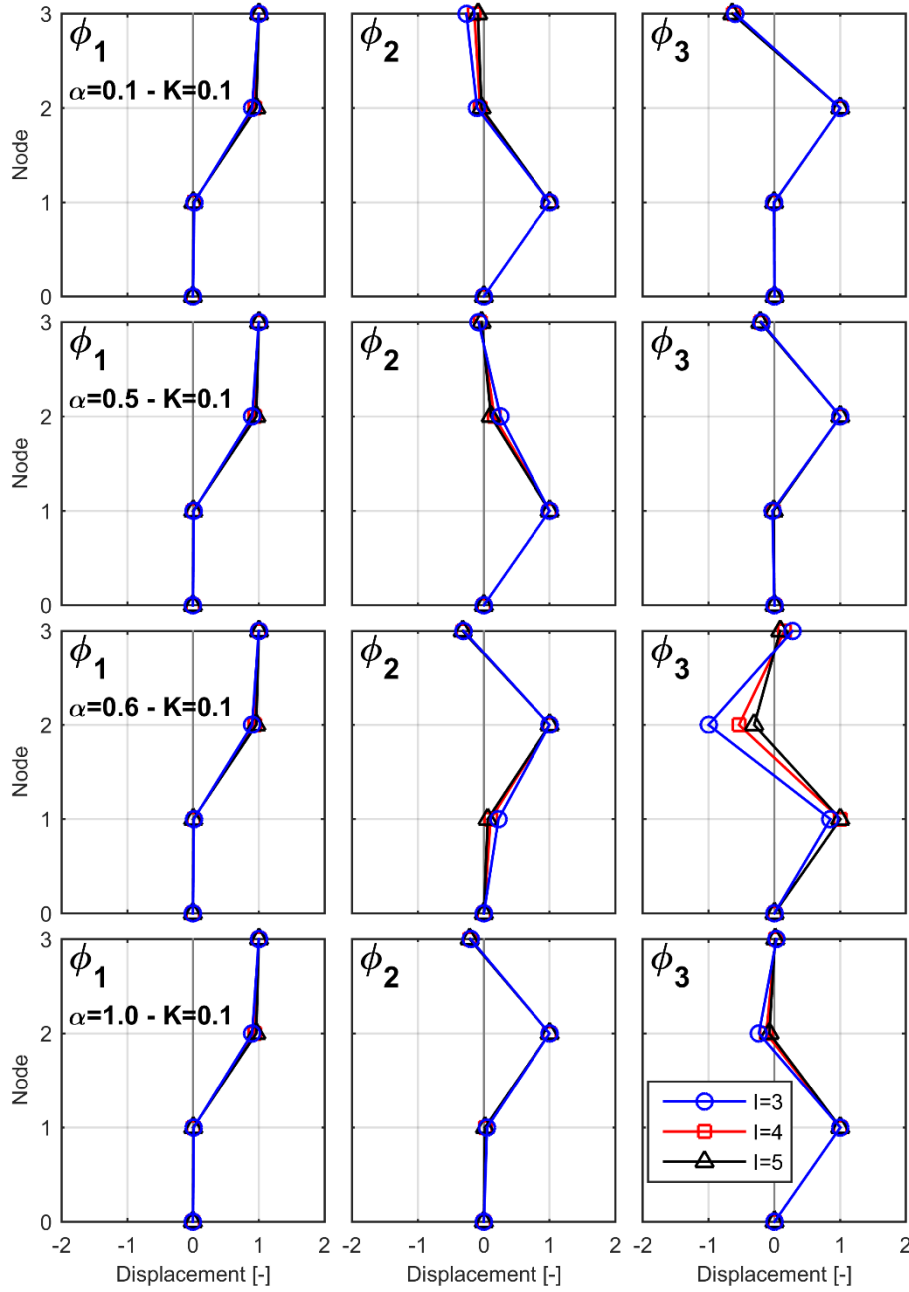 3
2
1
0
Node
ϕ1
α=0.1 - K=0.1
ϕ2
ϕ3
3
2
1
0
Node
ϕ1
α=0.5 - K=0.1
ϕ2
ϕ3
3
2
1
0
Node
ϕ1
α=0.6 - K=0.1
ϕ2
ϕ3
3
2
1
0
Node
ϕ1
α=1.0 - K=0.1
ϕ2
ϕ3
l=3
l=4
l=5
-2 -1 0 1 2
-2 -1 0 1 2
-2 -1 0 1 2
Displacement [-]
Displacement [-]
Displacement [-]